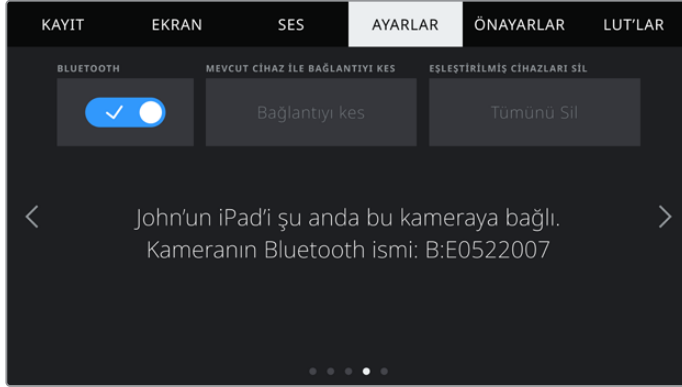 KAYIT EKRAN SES AYARLAR ÖNAYARLAR LUT'LAR
BLUETOOTH MEVCUT CİHAZ İLE BAĞLANTIYI KES EŞLEŞTİRİLMİŞ CİHAZLARI SİL
Bağlantıyı kes Tümünü Sil
John'un iPad'i şu anda bu kameraya bağlı.
Kameranın Bluetooth ismi: B:E0522007